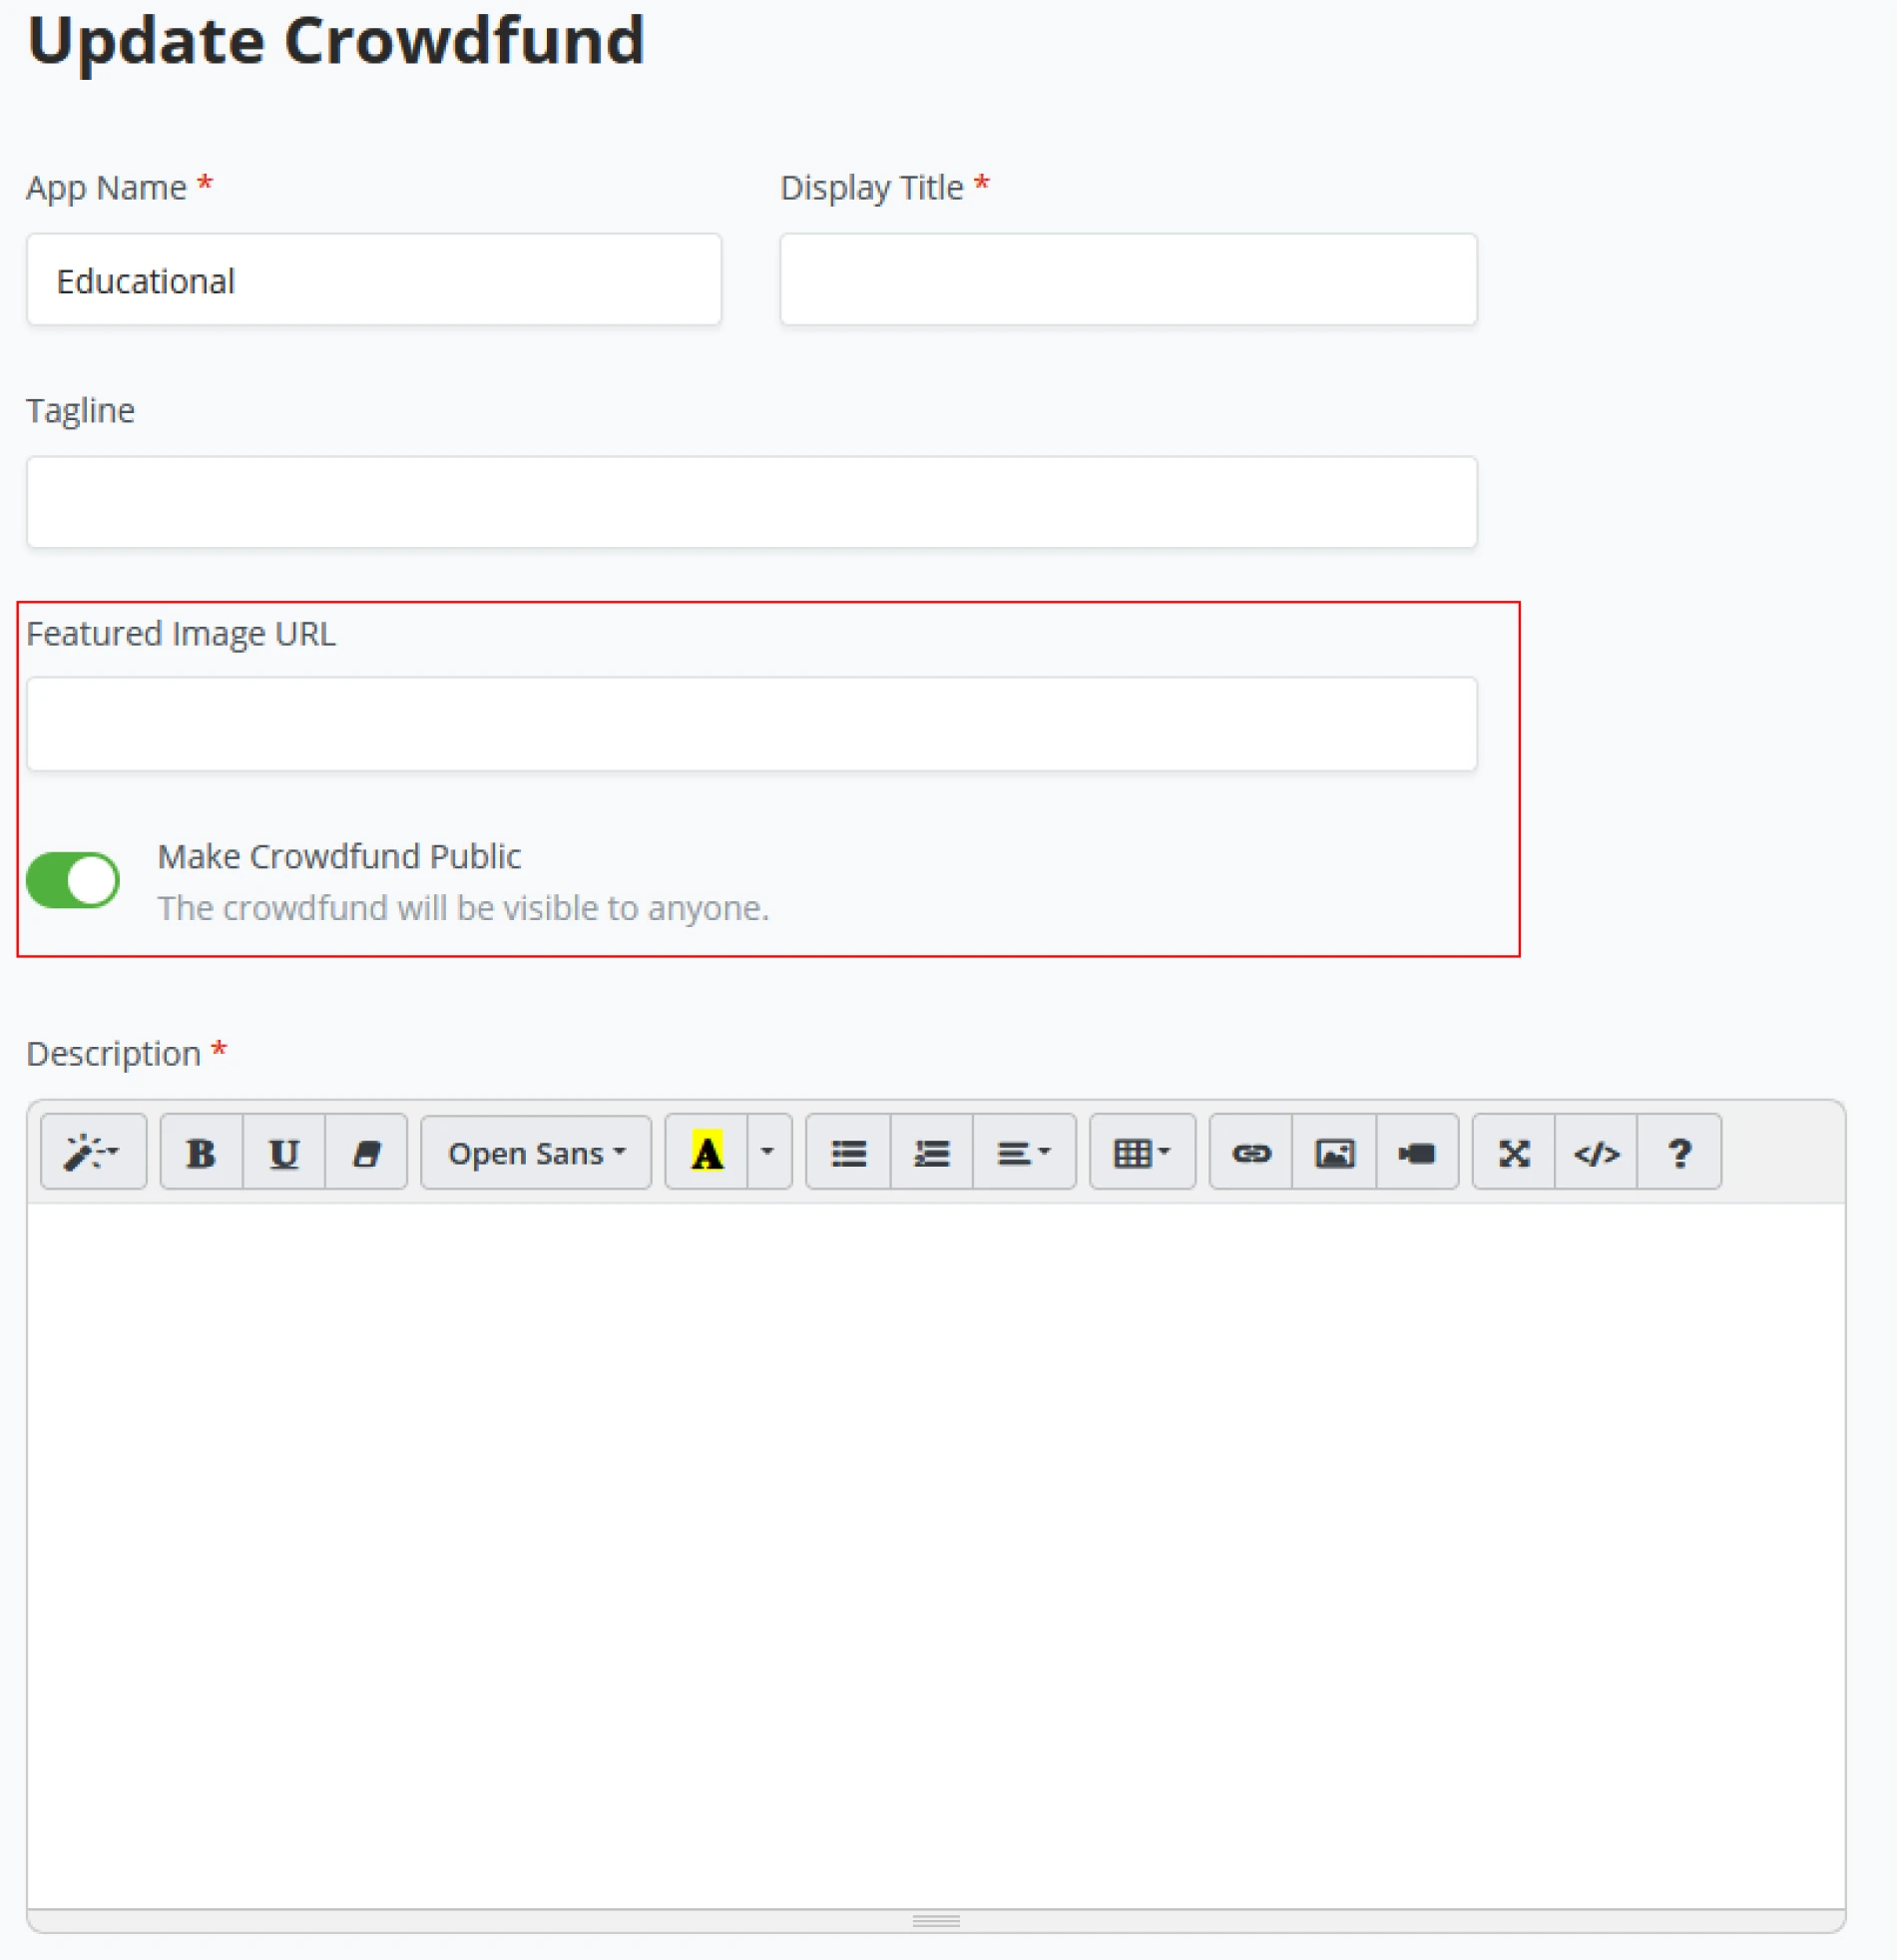 Update Crowdfund
App Name * Display Title *
Educational
Tagline
Featured Image URL
Make Crowdfund Public
The crowdfund will be visible to anyone.
Description *
B U Open Sans A </> ?